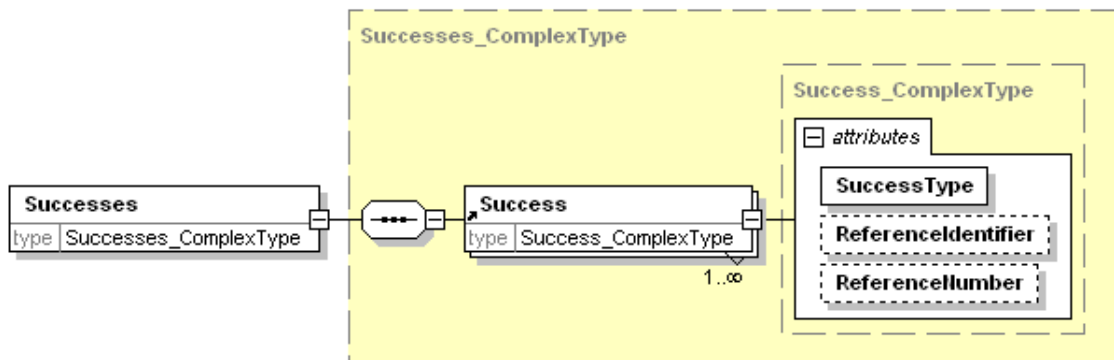 Successes_ComplexType
Success_ComplexType
attributes
SuccessType
Successes
type Successes_ComplexType
Success
type Success_ComplexType
1..∞
ReferenceIdentifier
ReferenceNumber